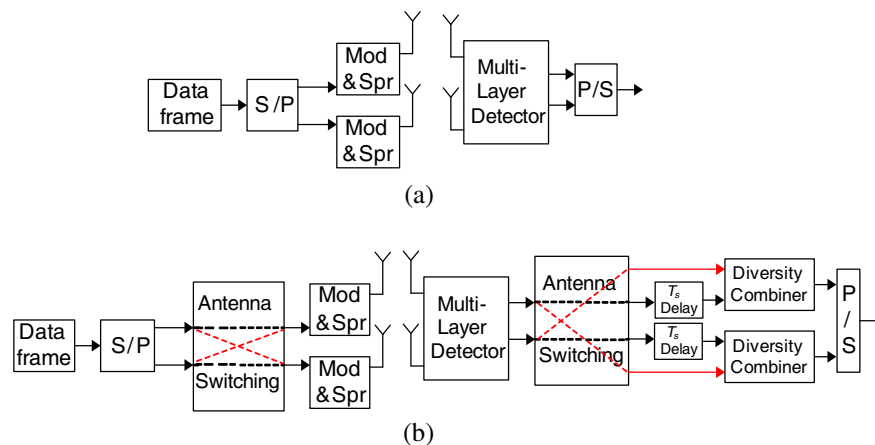 Data
frame
S/P
Mod
&Spr
Mod
&Spr
Multi-
Layer
Detector
P/S
(a)
Data
frame
S/P
Antenna
Switching
Mod
&Spr
Mod
&Spr
Multi-
Layer
Detector
Antenna
Switching
Ts
Delay
Ts
Delay
Diversity
Combiner
Diversity
Combiner
P
/
S
(b)